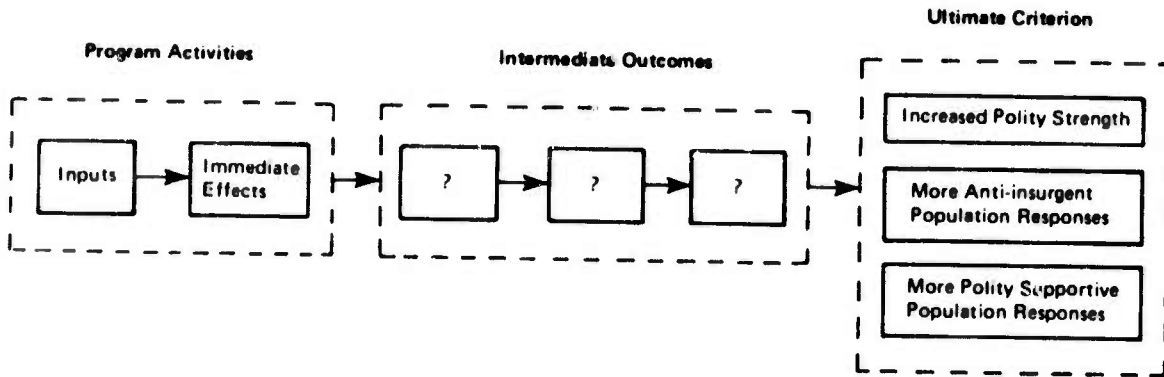 Ultimate Criterion
Program Activities
Intermediats Outcomes
Inputs
Immediate
Effects
?
?
?
Increased Polity Strength
More Anti-insurgent
Population Responses
More Polity Supportive
Population Responses